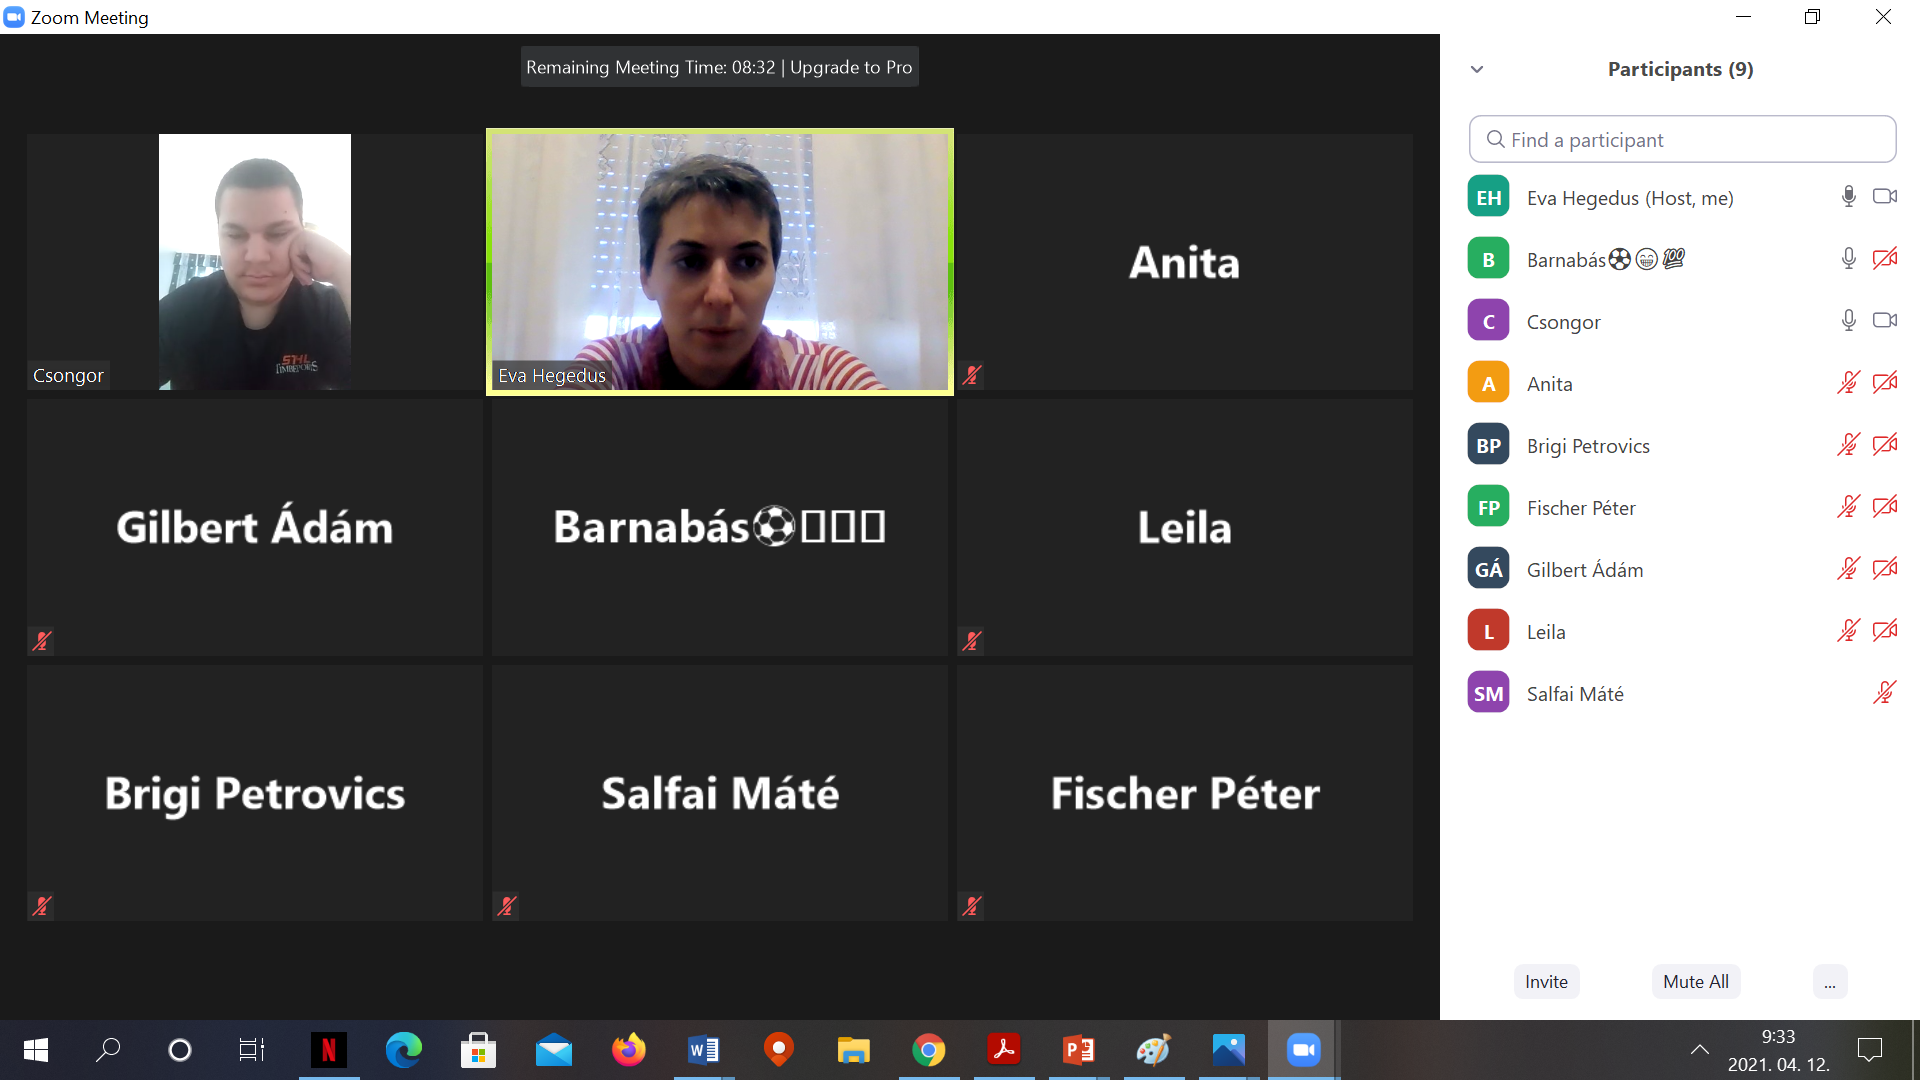 Zoom Meeting
Remaining Meeting Time: 08:32 | Upgrade to Pro
STHL
TIMBERSPORTS
Csongor
Eva Hegedus
Anita
Gilbert Ádám
Barnabás⚽▯▯▯
Leila
Brigi Petrovics
Salfai Máté
Fischer Péter
Participants (9)
Find a participant
EH Eva Hegedus (Host, me)
B Barnabás⚽😁💯
C Csongor
A Anita
BP Brigi Petrovics
FP Fischer Péter
GÁ Gilbert Ádám
L Leila
SM Salfai Máté
Invite Mute All ...
9:33
2021. 04. 12.